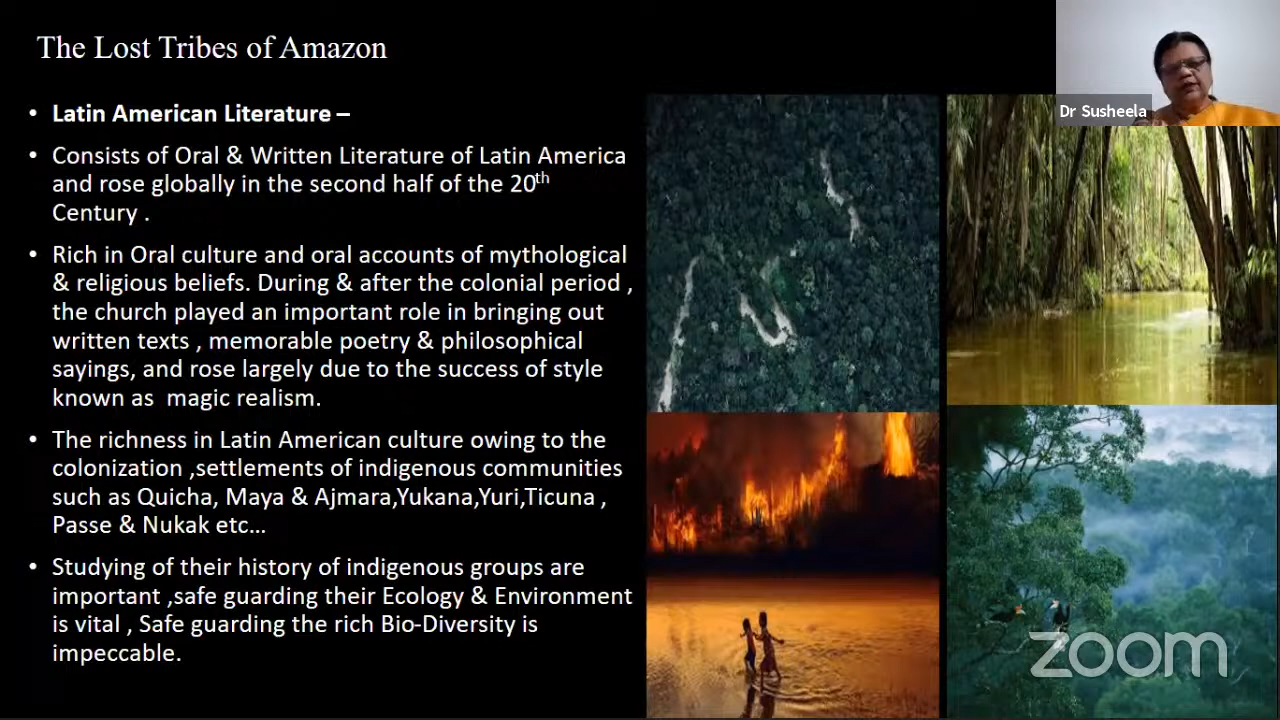 The Lost Tribes of Amazon
Dr Susheela
• Latin American Literature –
• Consists of Oral & Written Literature of Latin America
and rose globally in the second half of the 20th
Century .
• Rich in Oral culture and oral accounts of mythological
& religious beliefs. During & after the colonial period ,
the church played an important role in bringing out
written texts , memorable poetry & philosophical
sayings, and rose largely due to the success of style
known as  magic realism.
• The richness in Latin American culture owing to the
colonization ,settlements of indigenous communities
such as Quicha, Maya & Ajmara,Yukana,Yuri,Ticuna ,
Passe & Nukak etc…
• Studying of their history of indigenous groups are
important ,safe guarding their Ecology & Environment
is vital , Safe guarding the rich Bio-Diversity is
impeccable.
zoom